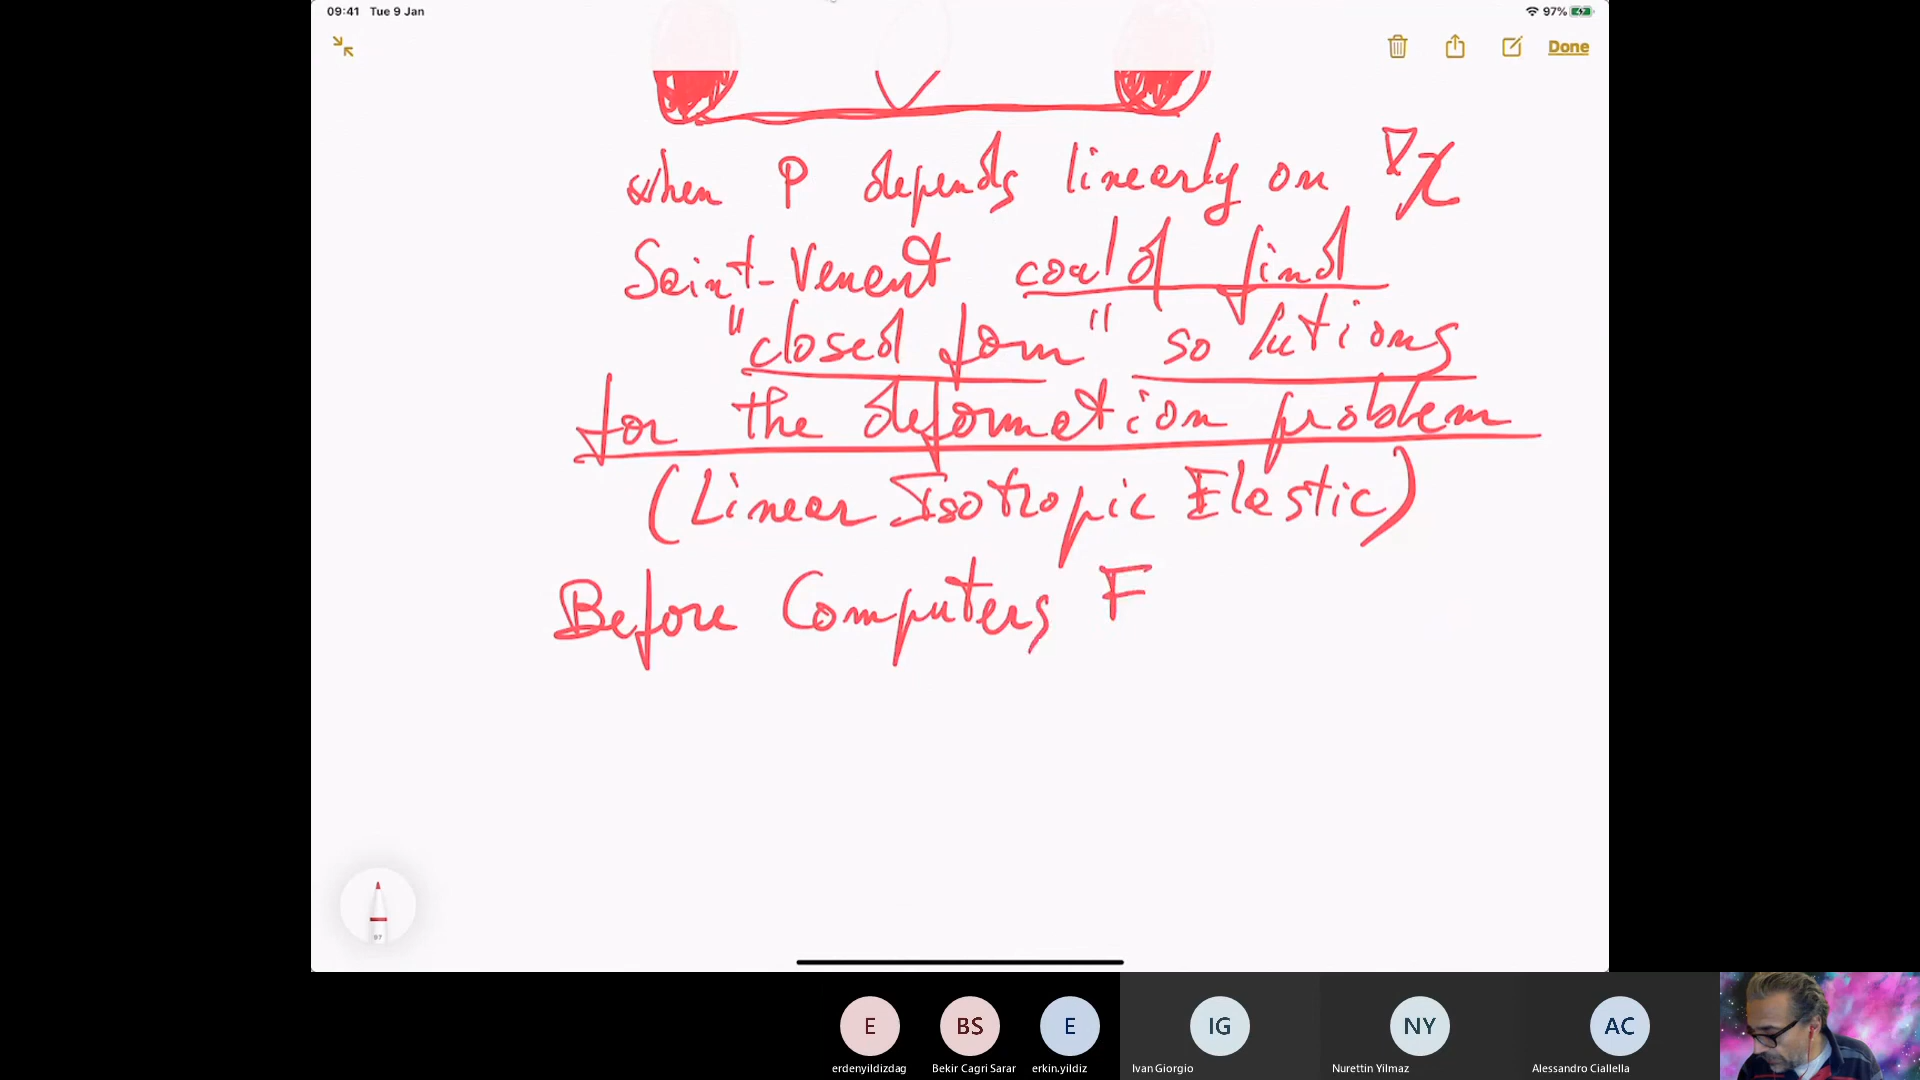 09:41 Tue 9 Jan
97%
Done
when P depends linearly on ∇χ
Saint-Venant could find
"closed form" solutions
for the deformation problem
(Linear Isotropic Elastic)
Before Computers F
97
E BS E IG NY AC
erdenyildizdag Bekir Cagri Sarar erkin.yildiz Ivan Giorgio Nurettin Yilmaz Alessandro Ciallella